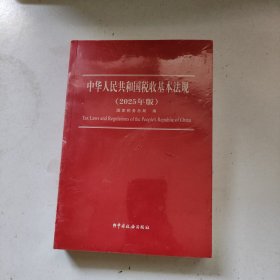 中华人民共和国税收基本法规
（2025年版）
国家税务总局 编
Tax Laws and Regulations of the People's Republic of China
中国税务出版社